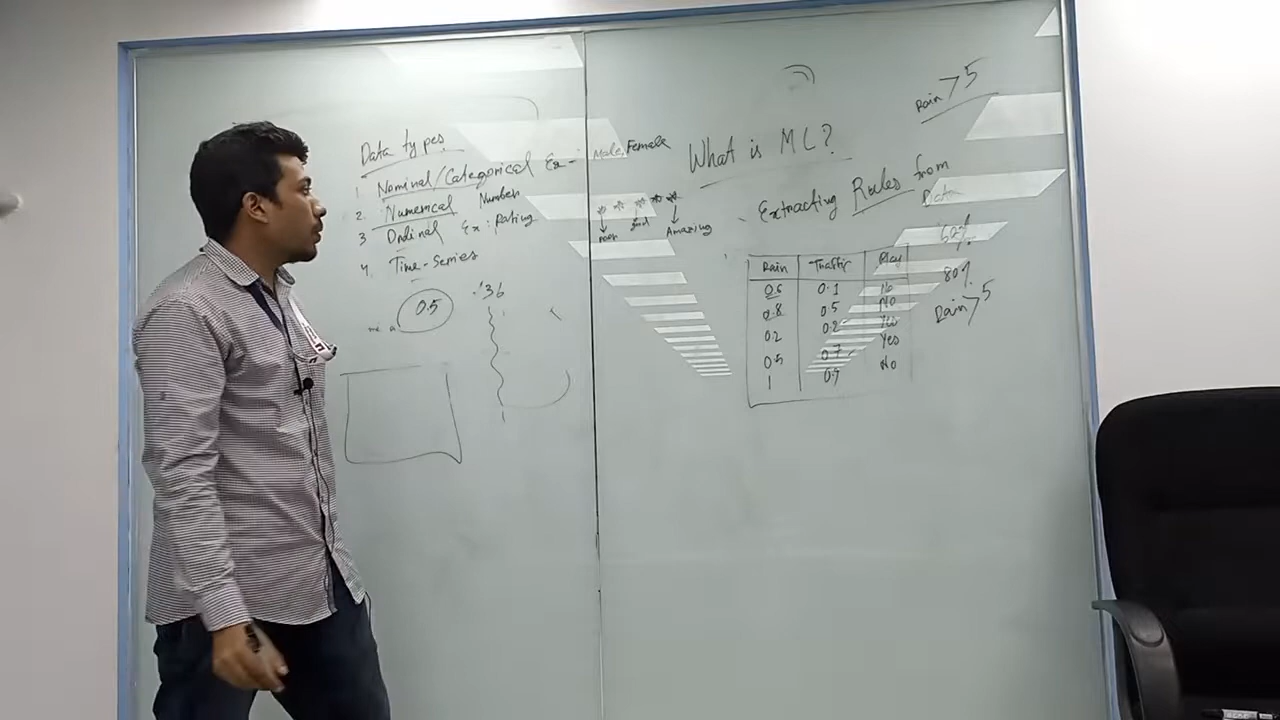 Data types
1. Nominal/Categorical Ex- Male, Female
2. Numerical Number
3 Ordinal Ex: Rating
Poor Good Amazing
4. Time-Series
0.5
36
What is ML?
Rain > 5
Extracting Rules from
Data
Rain Traffic Play
0.6 0.1 No
0.8 0.5 No
0.2 0.2 Yes
0.5 0.7 Yes
1 0.9 No
80%
Rain > 5